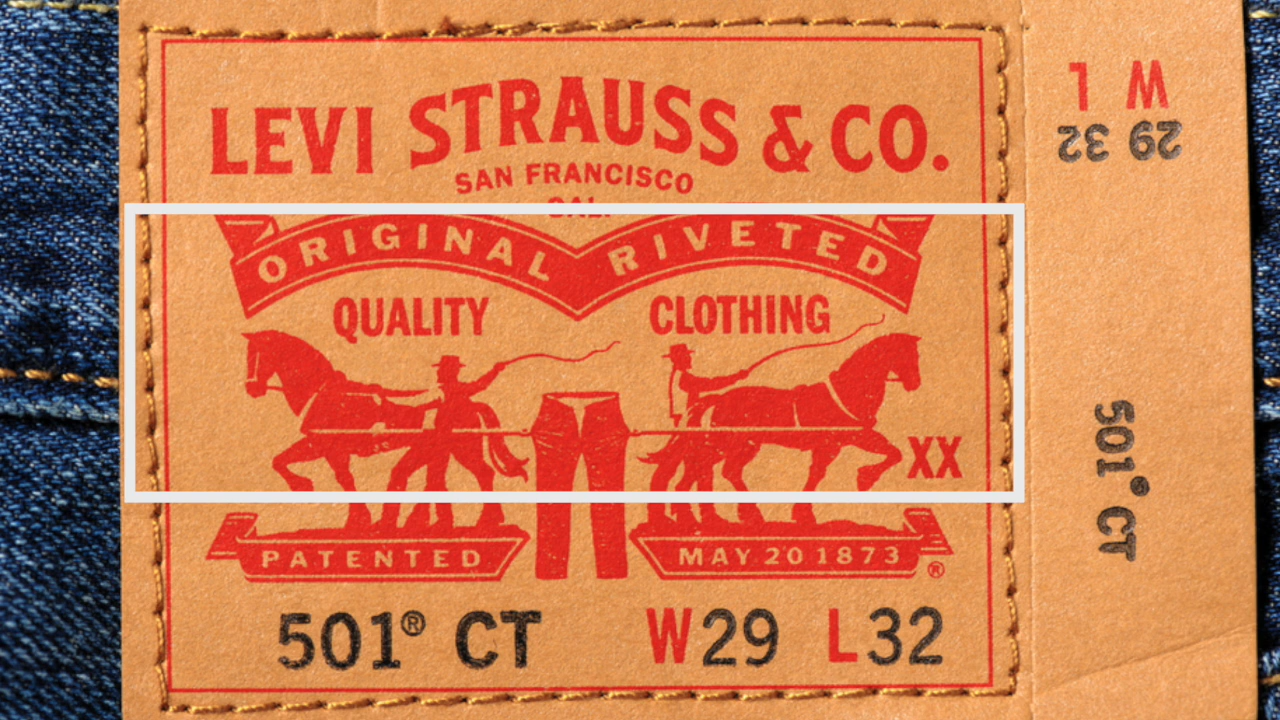 LEVI STRAUSS & CO.
SAN FRANCISCO
CAL.
ORIGINAL RIVETED
QUALITY CLOTHING
XX
PATENTED MAY 20 1873 ®
501® CT W29 L32
W L
29 32
501® CT